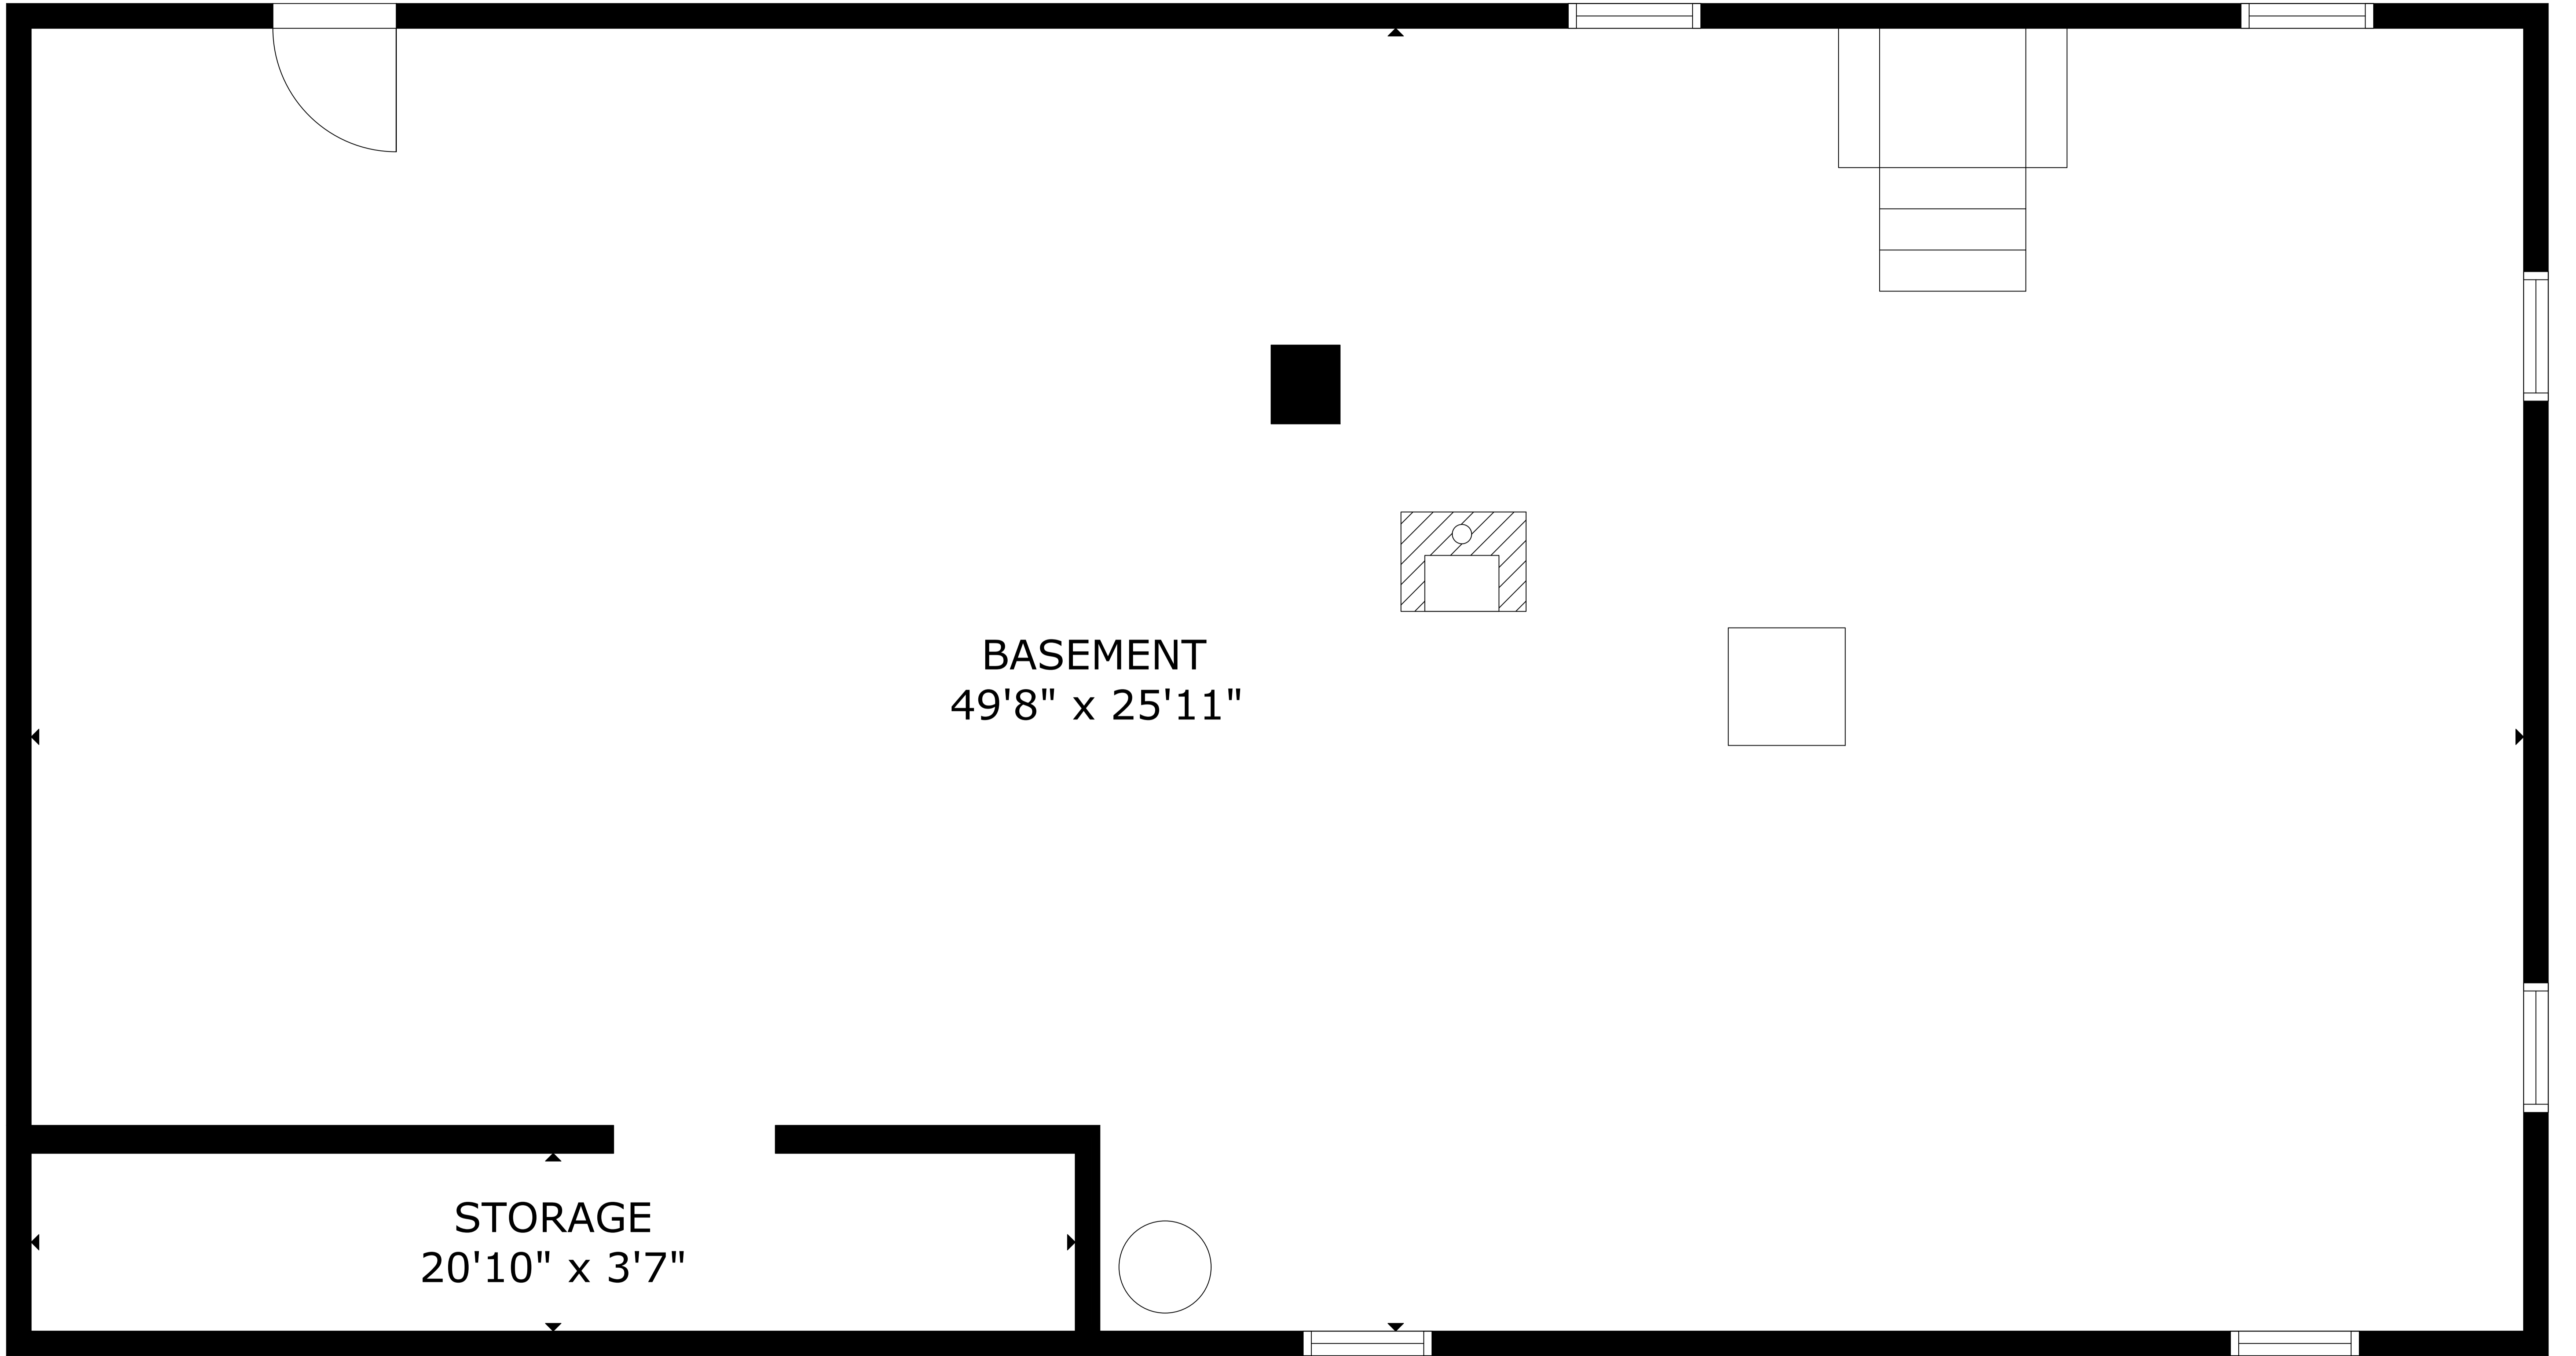 BASEMENT
49'8" x 25'11"
STORAGE
20'10" x 3'7"